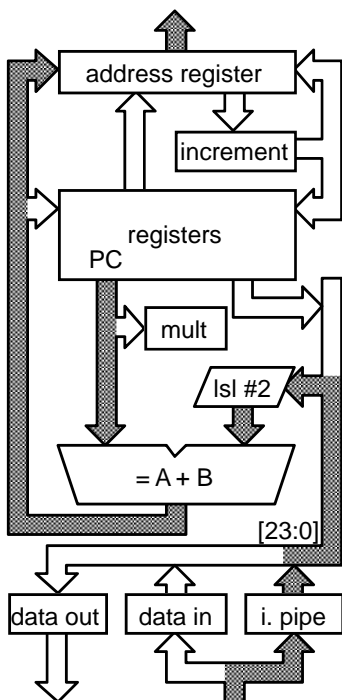 address register
increment
registers
PC
mult
lsl #2
= A + B
[23:0]
data out
data in
i. pipe